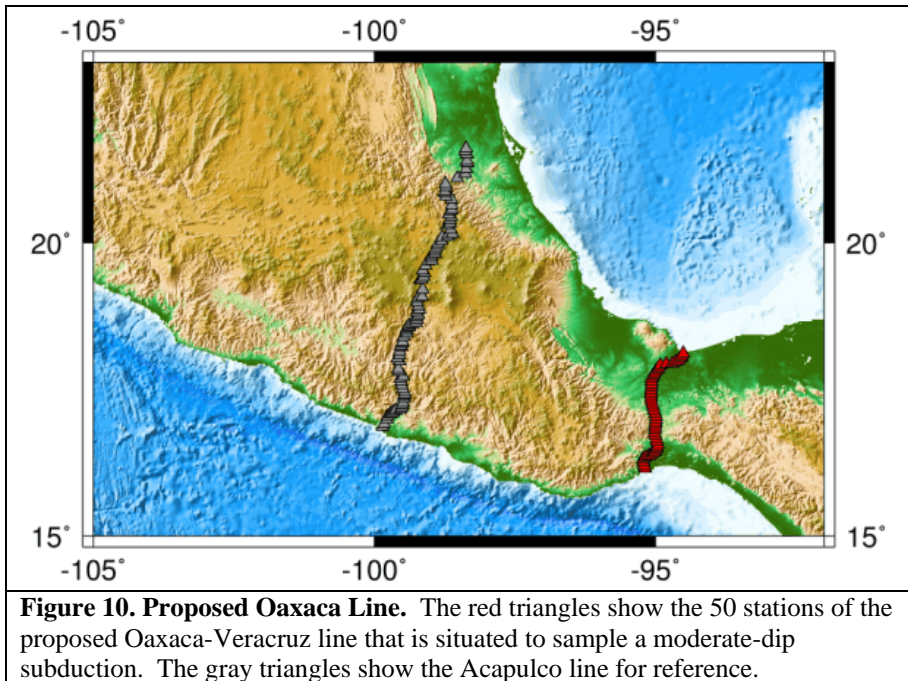 -105° -100° -95°
20° 20°
15° 15°
-105° -100° -95°
Figure 10. Proposed Oaxaca Line. The red triangles show the 50 stations of the
proposed Oaxaca-Veracruz line that is situated to sample a moderate-dip
subduction. The gray triangles show the Acapulco line for reference.